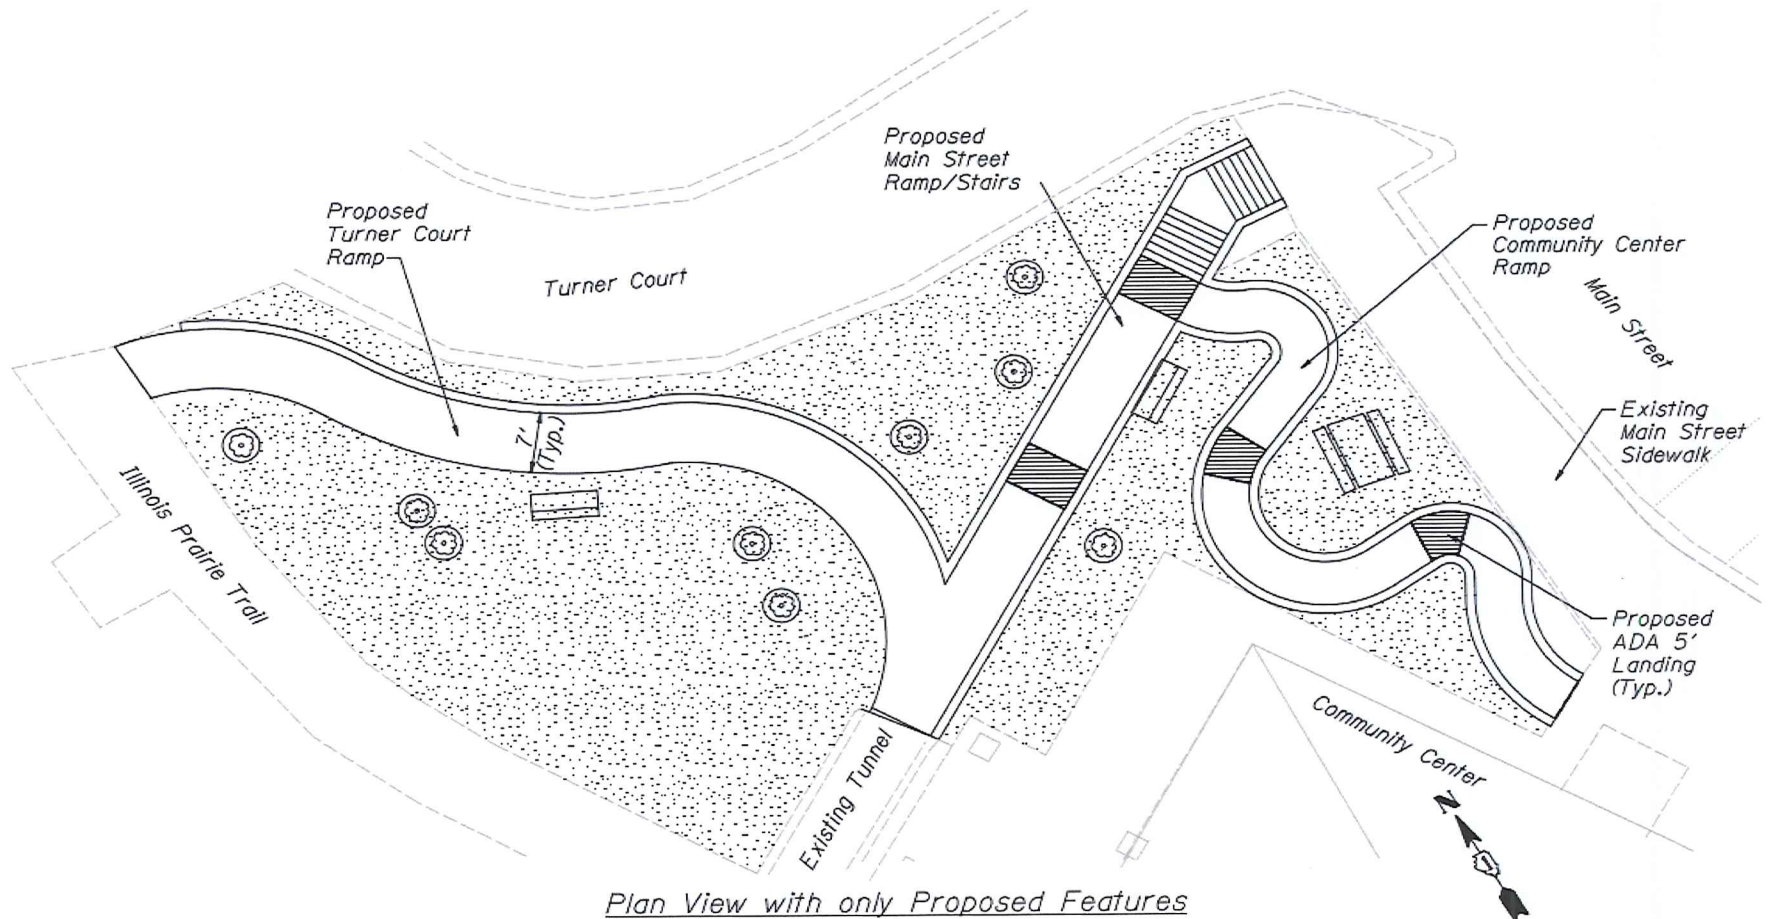 Proposed
Main Street
Ramp/Stairs
Proposed
Turner Court
Ramp
Turner Court
Proposed
Community Center
Ramp
Main Street
7'
(Typ.)
Existing
Main Street
Sidewalk
Illinois Prairie Trail
Proposed
ADA 5'
Landing
(Typ.)
Community Center
Existing Tunnel
N
Plan View with only Proposed Features